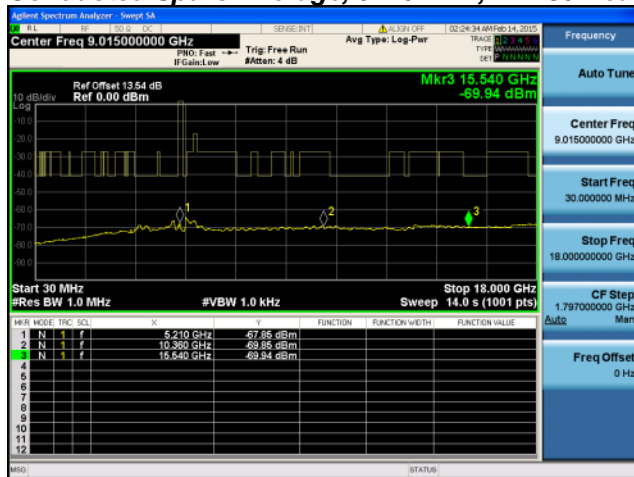 Agilent Spectrum Analyzer - Swept SA
RL RF 50 Ω DC SENSE:INT ALIGN OFF 02:24:34 AM Feb 14, 2015
Center Freq 9.015000000 GHz
PNO: Fast
IFGain:Low
Trig: Free Run
#Atten: 4 dB
Avg Type: Log-Pwr
TRACE 1 2 3 4 5 6
TYPE
DET P N N N N N
Mkr3 15.540 GHz
-69.94 dBm
Ref Offset 13.54 dB
Ref 0.00 dBm
10 dB/div
Log
-10.0
-20.0
-30.0
-40.0
-50.0
-60.0
-70.0
-80.0
-90.0
1
2
3
Start 30 MHz
Stop 18.000 GHz
#Res BW 1.0 MHz #VBW 1.0 kHz Sweep 14.0 s (1001 pts)
MKR MODE TRC SCL X Y FUNCTION FUNCTION WIDTH FUNCTION VALUE
1 N 1 f 5.210 GHz -67.85 dBm
2 N 1 f 10.360 GHz -69.85 dBm
3 N 1 f 15.540 GHz -69.94 dBm
4
5
6
7
8
9
10
11
12
MSG STATUS
Frequency
Auto Tune
Center Freq
9.015000000 GHz
Start Freq
30.000000 MHz
Stop Freq
18.000000000 GHz
CF Step
1.797000000 GHz
Auto Man
Freq Offset
0 Hz